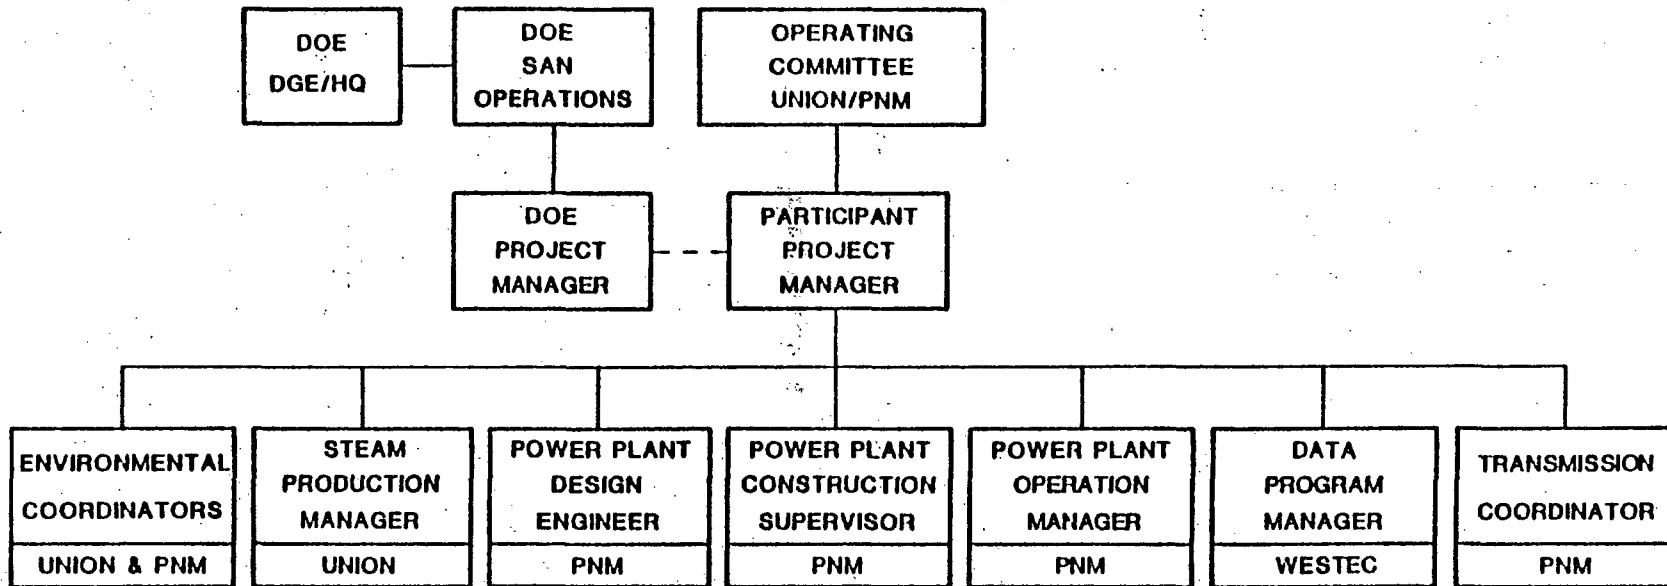 DOE
DGE/HQ
DOE
SAN
OPERATIONS
OPERATING
COMMITTEE
UNION/PNM
DOE
PROJECT
MANAGER
PARTICIPANT
PROJECT
MANAGER
ENVIRONMENTAL
COORDINATORS
UNION & PNM
STEAM
PRODUCTION
MANAGER
UNION
POWER PLANT
DESIGN
ENGINEER
PNM
POWER PLANT
CONSTRUCTION
SUPERVISOR
PNM
POWER PLANT
OPERATION
MANAGER
PNM
DATA
PROGRAM
MANAGER
WESTEC
TRANSMISSION
COORDINATOR
PNM